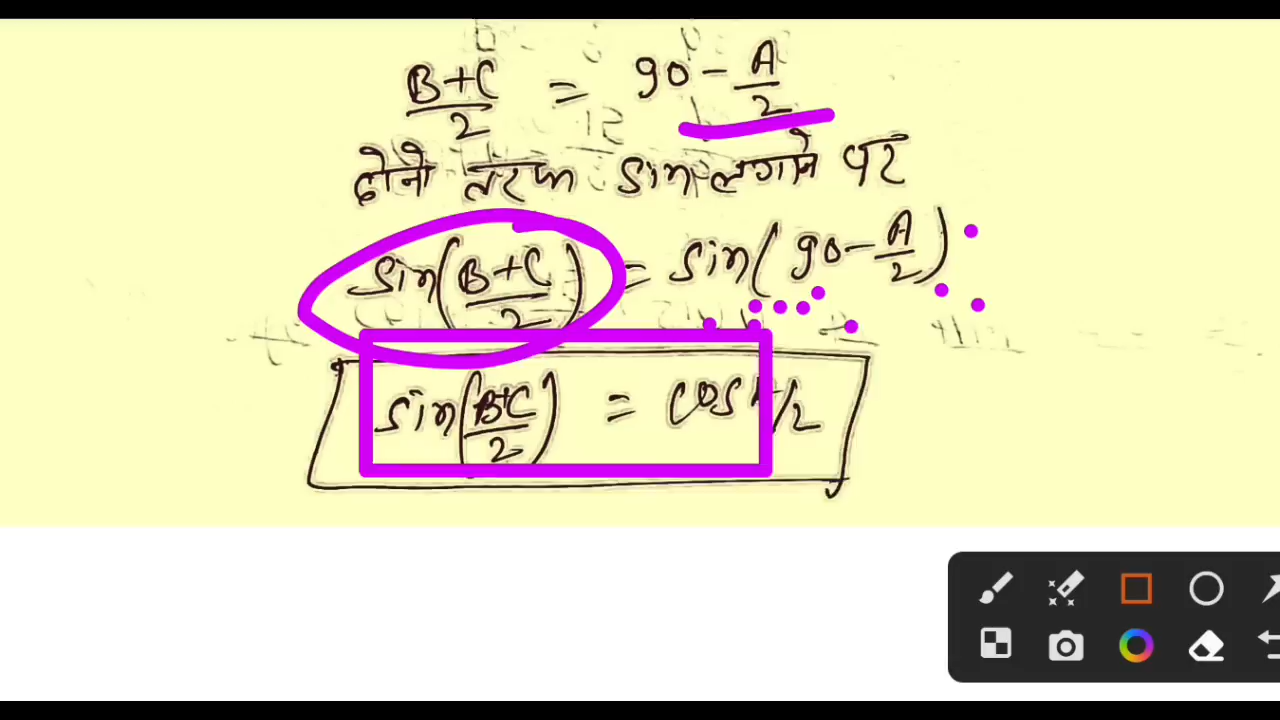 B+C/2 = 90 - A/2
दोनो तरफ sin लगाने पर
sin(B+C/2) = sin(90 - A/2)
sin(B+C/2) = cos A/2